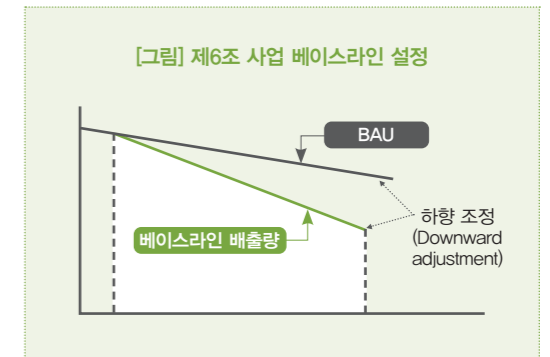 [그림] 제6조 사업 베이스라인 설정
BAU
베이스라인 배출량
하향 조정
(Downward
adjustment)